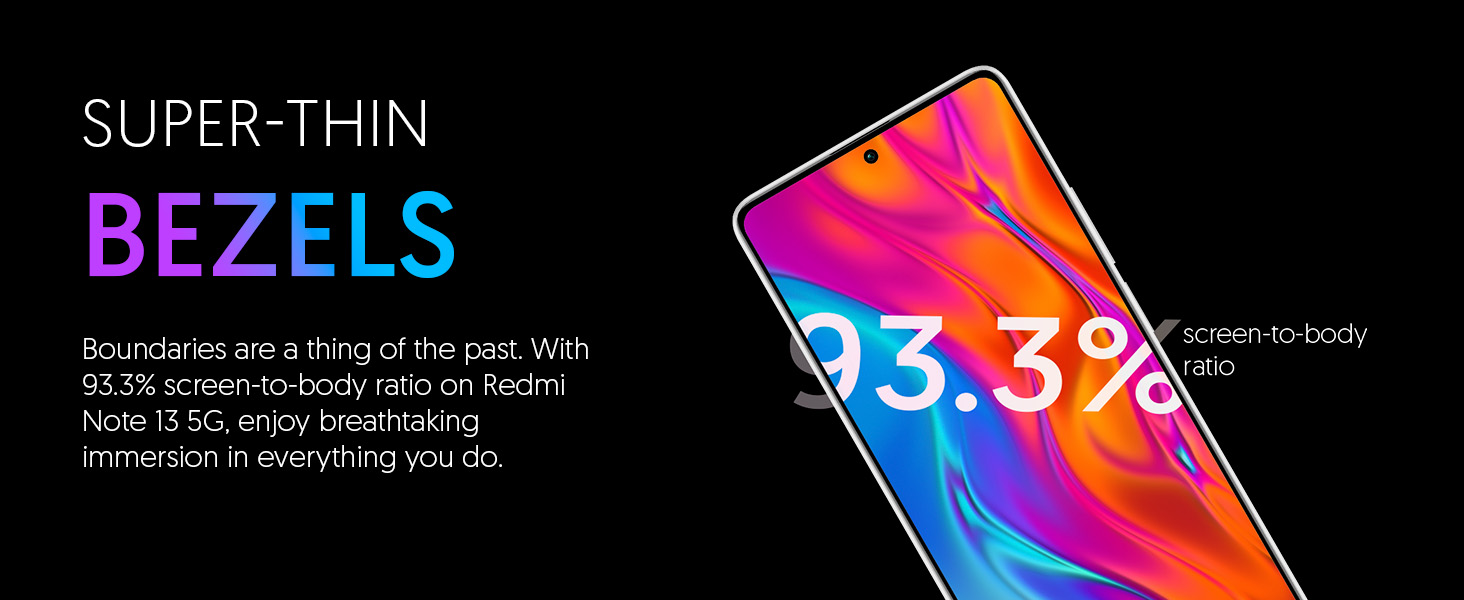 SUPER-THIN
BEZELS
Boundaries are a thing of the past. With
93.3% screen-to-body ratio on Redmi
Note 13 5G, enjoy breathtaking
immersion in everything you do.
93.3%
screen-to-body
ratio